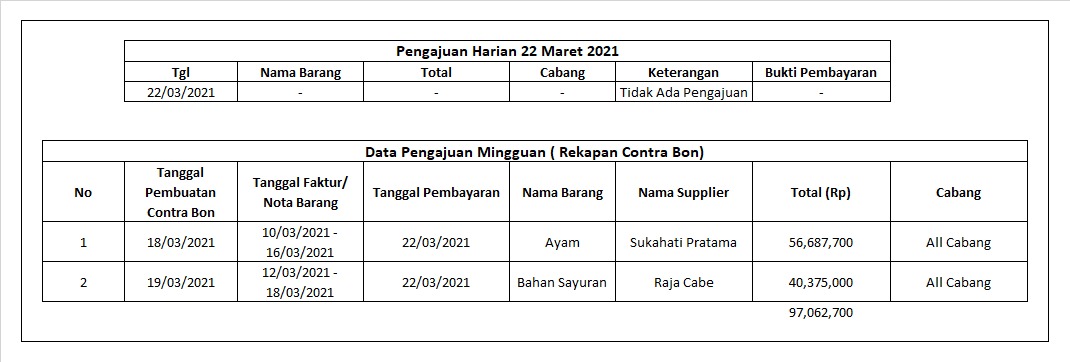 Pengajuan Harian 22 Maret 2021
Tgl Nama Barang Total Cabang Keterangan Bukti Pembayaran
22/03/2021 - - - Tidak Ada Pengajuan -
Data Pengajuan Mingguan ( Rekapan Contra Bon)
No Tanggal Pembuatan Contra Bon Tanggal Faktur/ Nota Barang Tanggal Pembayaran Nama Barang Nama Supplier Total (Rp) Cabang
1 18/03/2021 10/03/2021 - 16/03/2021 22/03/2021 Ayam Sukahati Pratama 56,687,700 All Cabang
2 19/03/2021 12/03/2021 - 18/03/2021 22/03/2021 Bahan Sayuran Raja Cabe 40,375,000 All Cabang
97,062,700